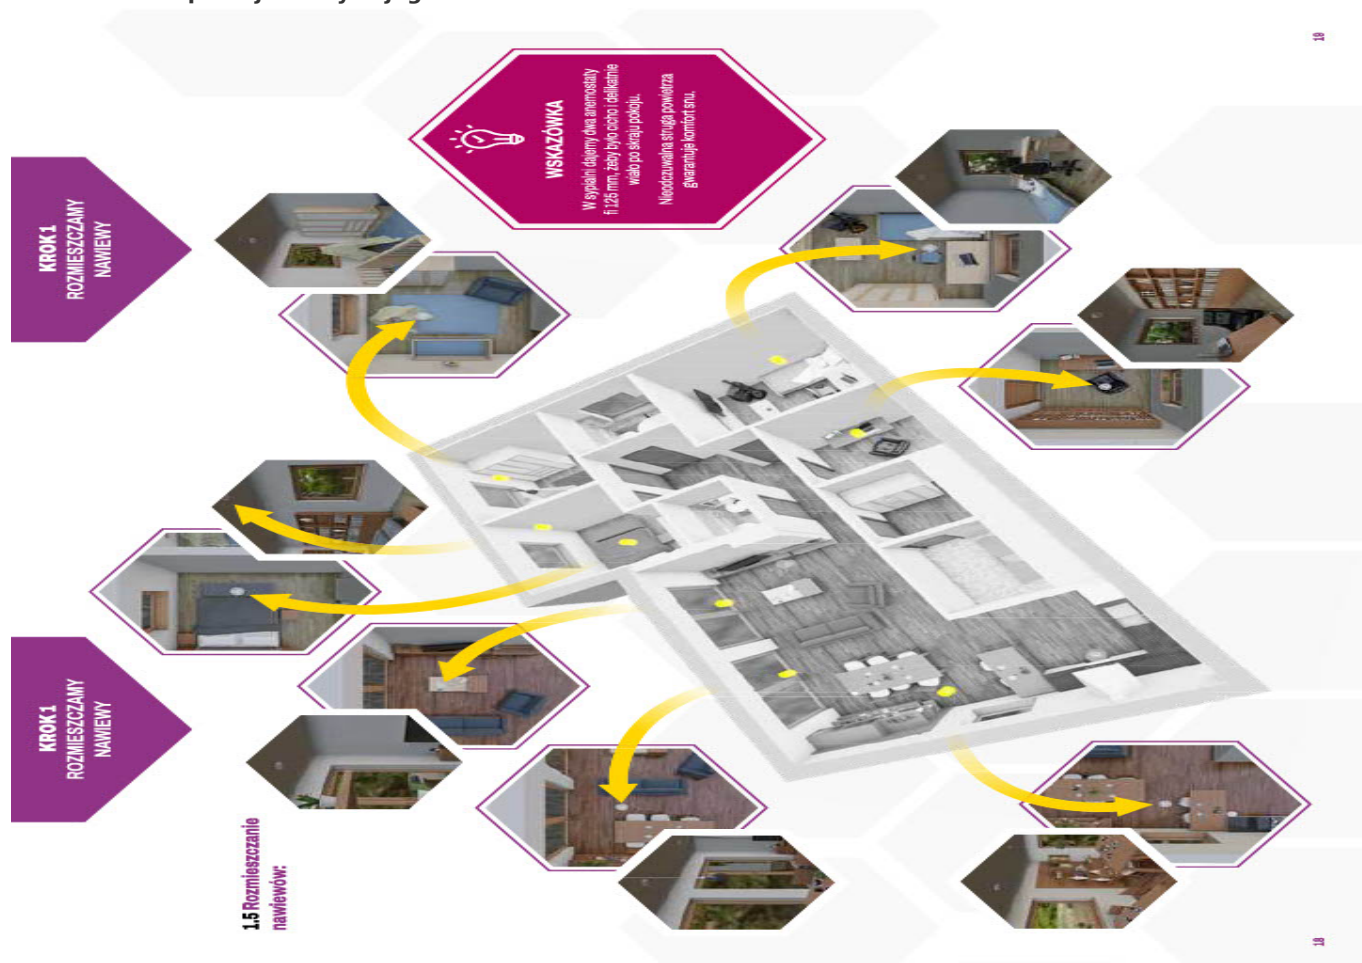 KROK 1
ROZMIESZCZAMY
NAWIEWY
1.5 Rozmieszczanie
nawiewów:
18
KROK 1
ROZMIESZCZAMY
NAWIEWY
WSKAZÓWKA
W sypialni dajemy dwa anemostaty
fi 125 mm, żeby było cicho i delikatnie
wiało po skraju pokoju.
Nieodczuwalna struga powietrza
gwarantuje komfort snu.
19